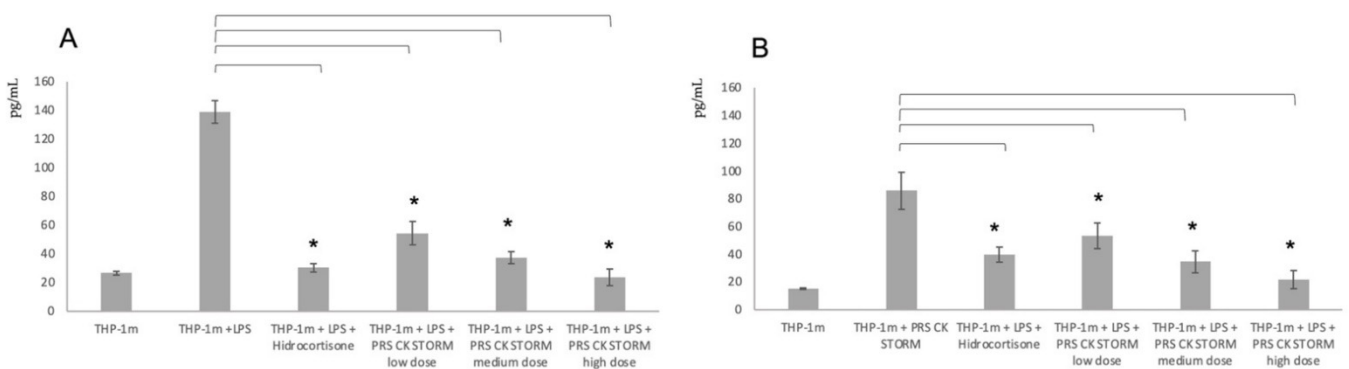 A
pg/mL
160
140
120
100
80
60
40
20
0
*
*
*
*
THP-1m
THP-1m +LPS
THP-1m + LPS +
Hidrocortisone
THP-1m + LPS +
PRS CK STORM
low dose
THP-1m + LPS +
PRS CK STORM
medium dose
THP-1m + LPS +
PRS CK STORM
high dose
B
pg/mL
160
140
120
100
80
60
40
20
0
*
*
*
*
THP-1m
THP-1m + PRS CK
STORM
THP-1m + LPS +
Hidrocortisone
THP-1m + LPS +
PRS CK STORM
low dose
THP-1m + LPS +
PRS CK STORM
medium dose
THP-1m + LPS +
PRS CK STORM
high dose